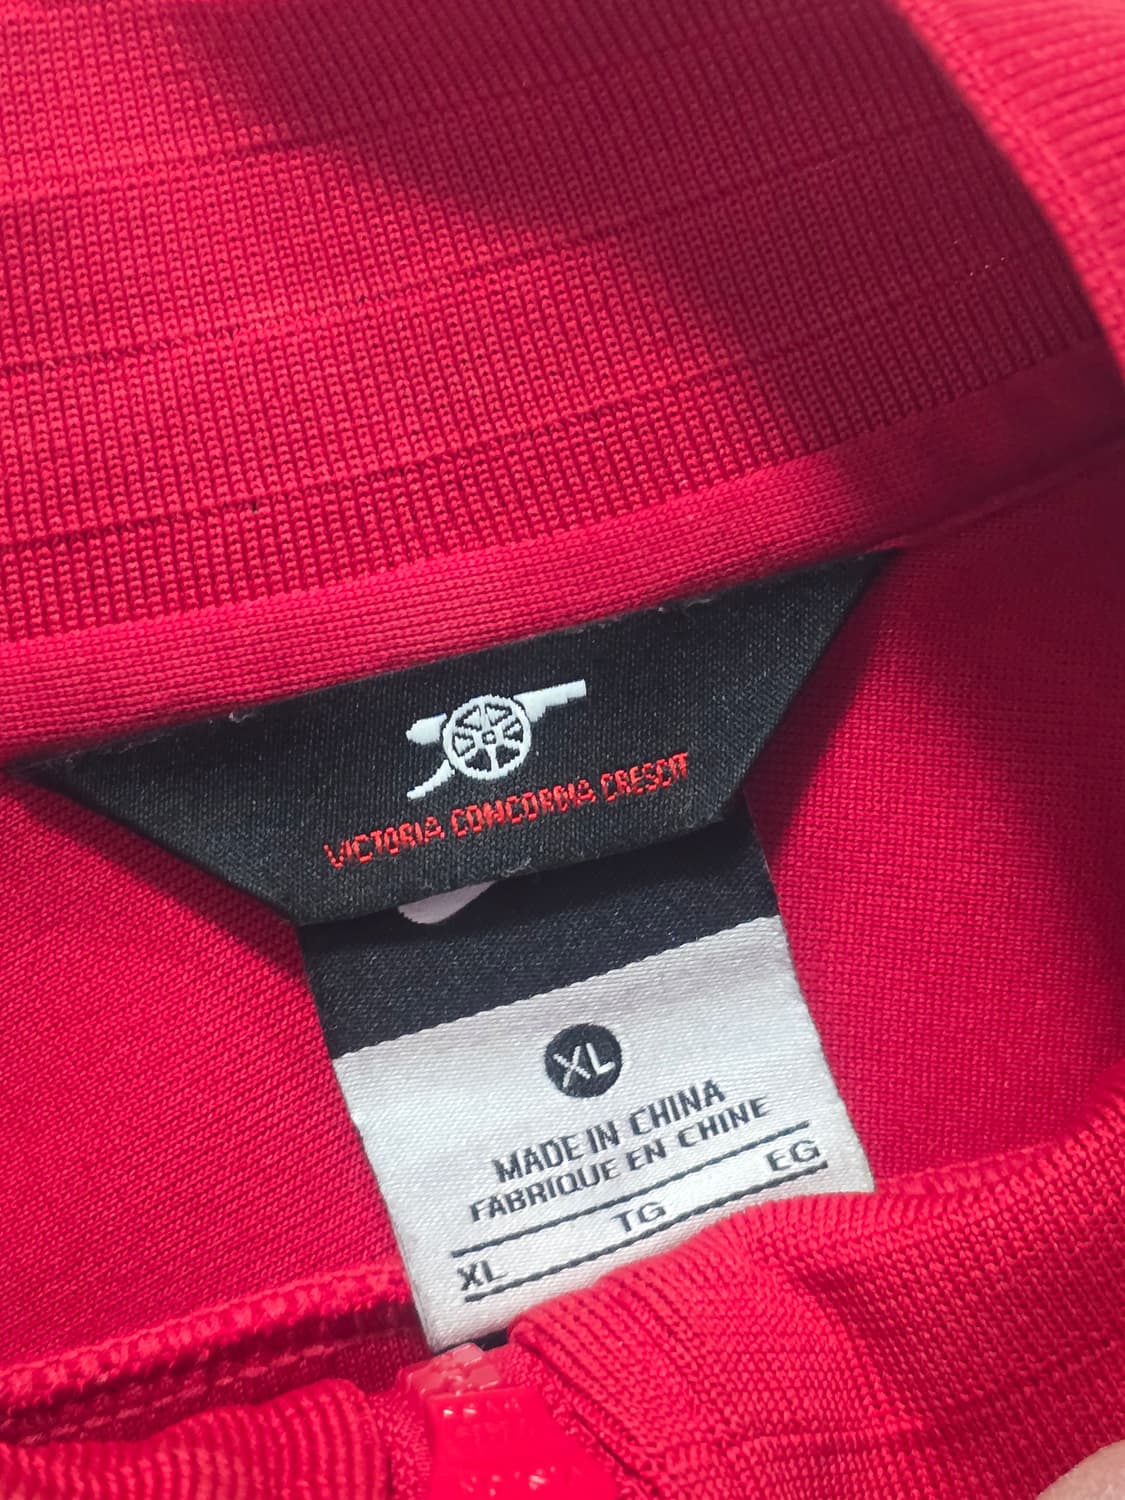 VICTORIA CONCORDIA CRESCIT
XL
MADE IN CHINA
FABRIQUE EN CHINE
XL TG EG